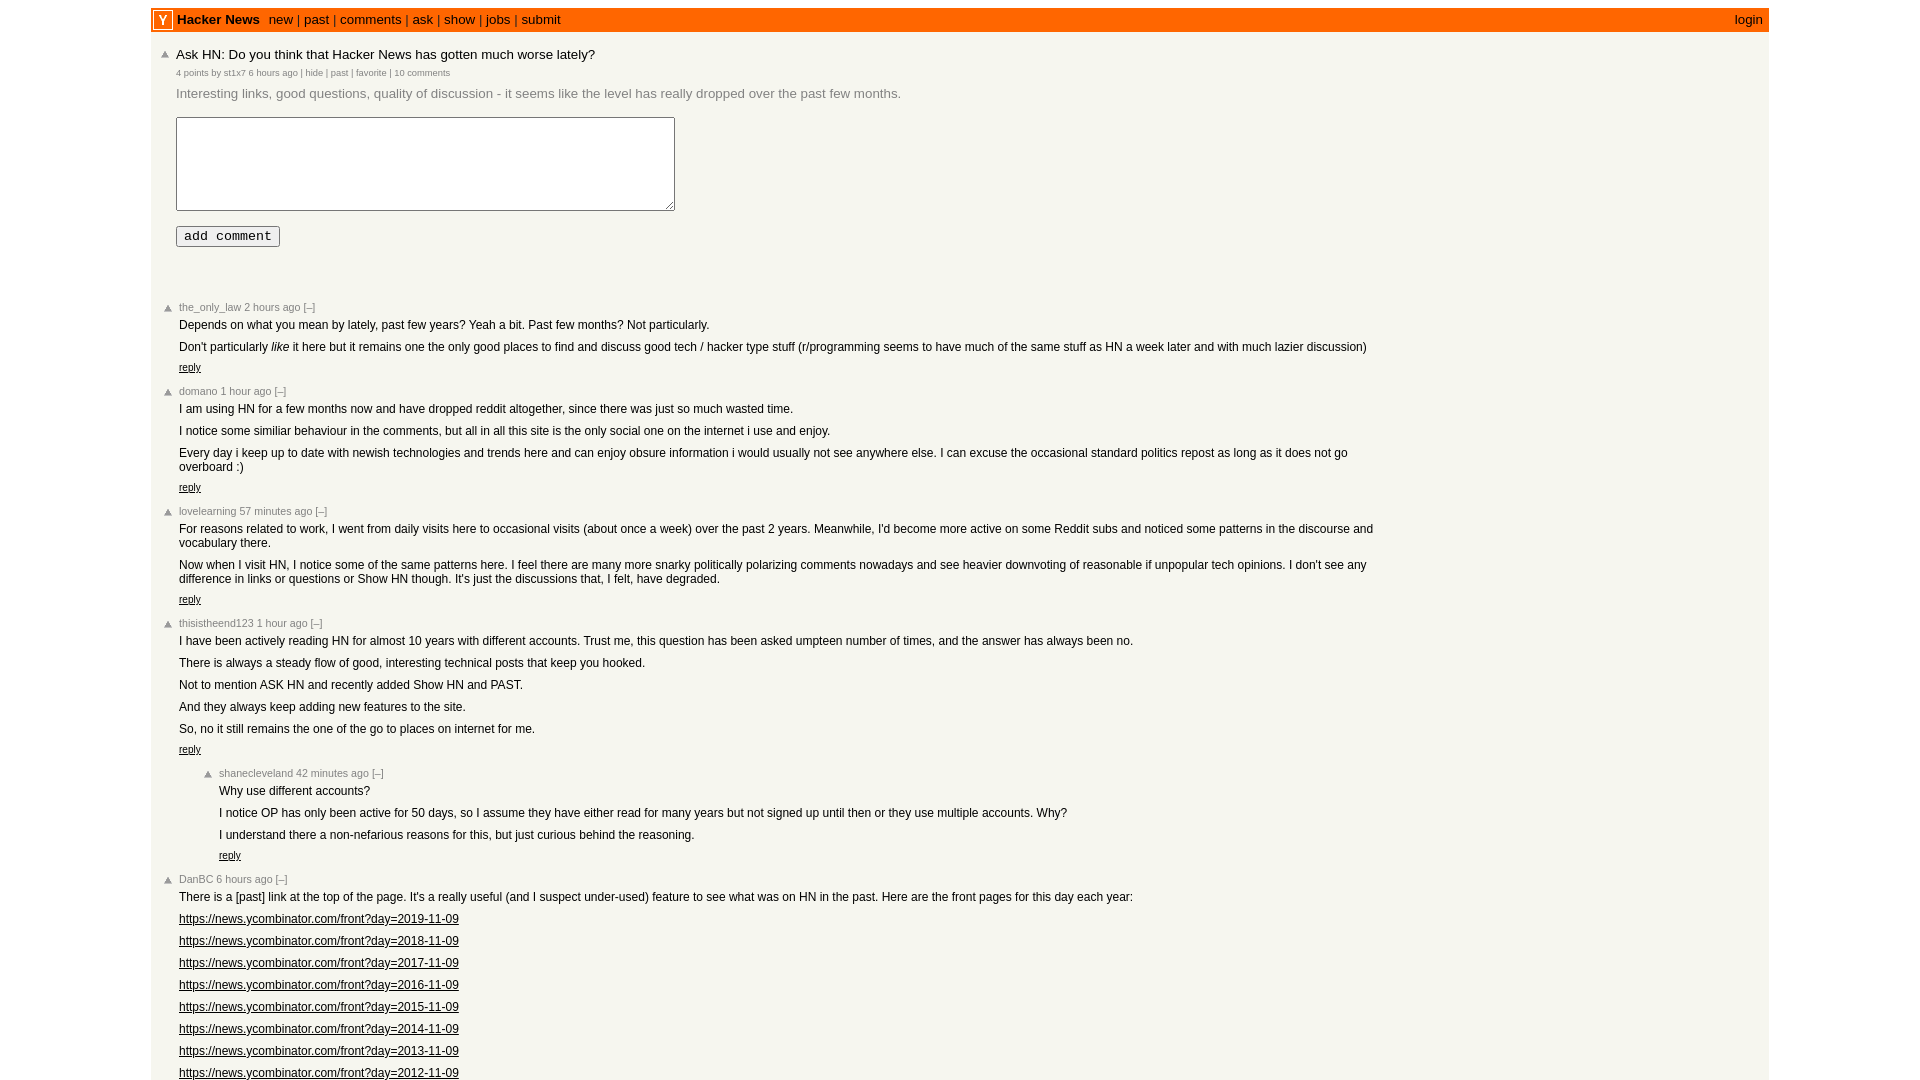 Y Hacker News new | past | comments | ask | show | jobs | submit login
Ask HN: Do you think that Hacker News has gotten much worse lately?
4 points by st1x7 6 hours ago | hide | past | favorite | 10 comments
Interesting links, good questions, quality of discussion - it seems like the level has really dropped over the past few months.
add comment
the_only_law 2 hours ago [–]
Depends on what you mean by lately, past few years? Yeah a bit. Past few months? Not particularly.
Don't particularly like it here but it remains one the only good places to find and discuss good tech / hacker type stuff (r/programming seems to have much of the same stuff as HN a week later and with much lazier discussion)
reply
domano 1 hour ago [–]
I am using HN for a few months now and have dropped reddit altogether, since there was just so much wasted time.
I notice some similiar behaviour in the comments, but all in all this site is the only social one on the internet i use and enjoy.
Every day i keep up to date with newish technologies and trends here and can enjoy obsure information i would usually not see anywhere else. I can excuse the occasional standard politics repost as long as it does not go
overboard :)
reply
lovelearning 57 minutes ago [–]
For reasons related to work, I went from daily visits here to occasional visits (about once a week) over the past 2 years. Meanwhile, I'd become more active on some Reddit subs and noticed some patterns in the discourse and
vocabulary there.
Now when I visit HN, I notice some of the same patterns here. I feel there are many more snarky politically polarizing comments nowadays and see heavier downvoting of reasonable if unpopular tech opinions. I don't see any
difference in links or questions or Show HN though. It's just the discussions that, I felt, have degraded.
reply
thisistheend123 1 hour ago [–]
I have been actively reading HN for almost 10 years with different accounts. Trust me, this question has been asked umpteen number of times, and the answer has always been no.
There is always a steady flow of good, interesting technical posts that keep you hooked.
Not to mention ASK HN and recently added Show HN and PAST.
And they always keep adding new features to the site.
So, no it still remains the one of the go to places on internet for me.
reply
shanecleveland 42 minutes ago [–]
Why use different accounts?
I notice OP has only been active for 50 days, so I assume they have either read for many years but not signed up until then or they use multiple accounts. Why?
I understand there a non-nefarious reasons for this, but just curious behind the reasoning.
reply
DanBC 6 hours ago [–]
There is a [past] link at the top of the page. It's a really useful (and I suspect under-used) feature to see what was on HN in the past. Here are the front pages for this day each year:
https://news.ycombinator.com/front?day=2019-11-09
https://news.ycombinator.com/front?day=2018-11-09
https://news.ycombinator.com/front?day=2017-11-09
https://news.ycombinator.com/front?day=2016-11-09
https://news.ycombinator.com/front?day=2015-11-09
https://news.ycombinator.com/front?day=2014-11-09
https://news.ycombinator.com/front?day=2013-11-09
https://news.ycombinator.com/front?day=2012-11-09